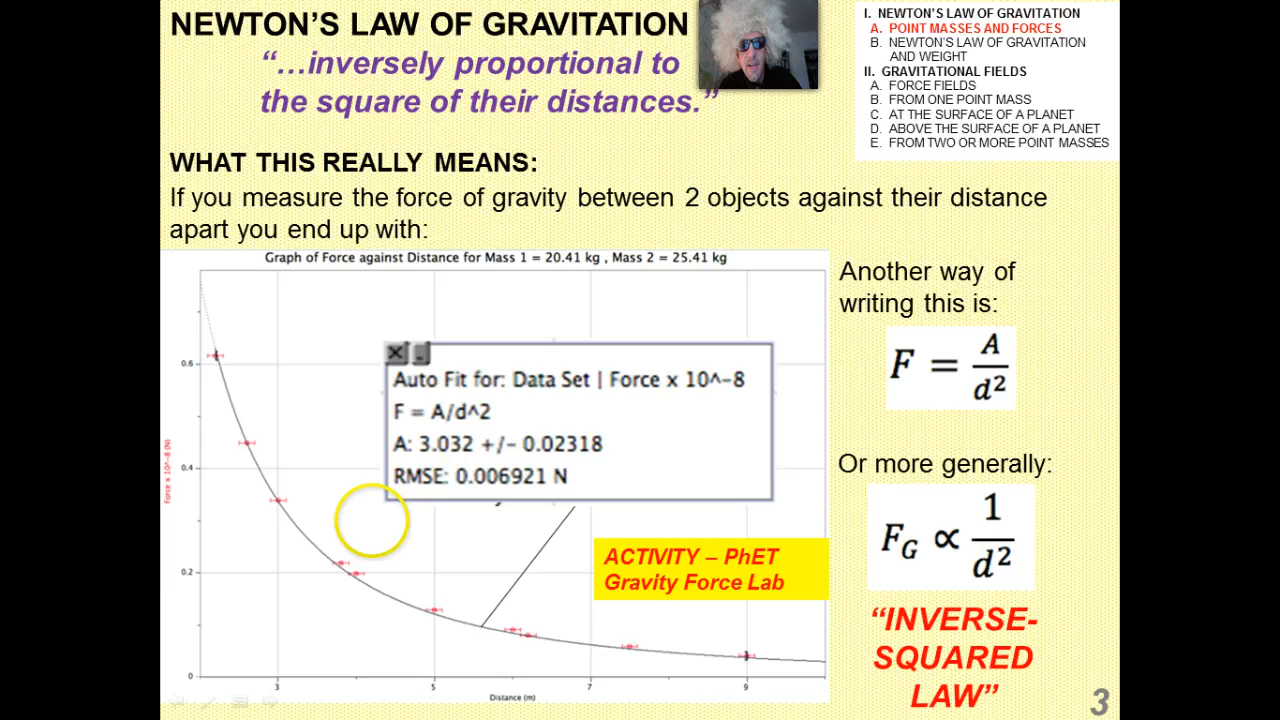 NEWTON'S LAW OF GRAVITATION
“…inversely proportional to
the square of their distances.”
I. NEWTON'S LAW OF GRAVITATION
A. POINT MASSES AND FORCES
B. NEWTON'S LAW OF GRAVITATION
AND WEIGHT
II. GRAVITATIONAL FIELDS
A. FORCE FIELDS
B. FROM ONE POINT MASS
C. AT THE SURFACE OF A PLANET
D. ABOVE THE SURFACE OF A PLANET
E. FROM TWO OR MORE POINT MASSES
WHAT THIS REALLY MEANS:
If you measure the force of gravity between 2 objects against their distance
apart you end up with:
Graph of Force against Distance for Mass 1 = 20.41 kg , Mass 2 = 25.41 kg
Force x 10^-8 (N)
0.6
0.4
0.2
0
3
5
7
9
Distance (m)
Auto Fit for: Data Set | Force x 10^-8
F = A/d^2
A: 3.032 +/- 0.02318
RMSE: 0.006921 N
ACTIVITY – PhET
Gravity Force Lab
Another way of
writing this is:
F = A/d²
Or more generally:
F_G ∝ 1/d²
“INVERSE-
SQUARED
LAW”
3